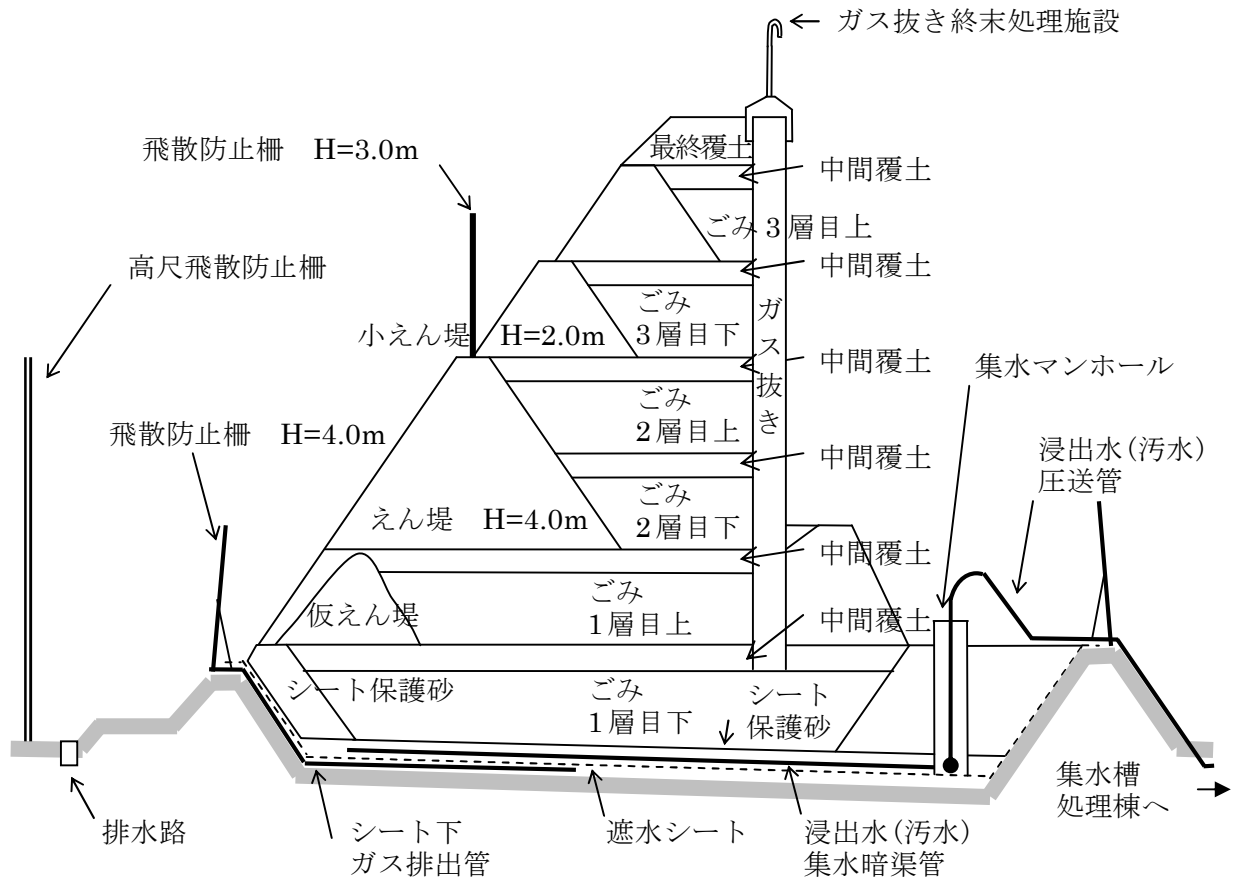 ガス抜き終末処理施設
飛散防止柵 H=3.0m
最終覆土
中間覆土
ごみ3層目上
高尺飛散防止柵
中間覆土
ごみ
3層目下
ガス抜き
小えん堤 H=2.0m
中間覆土
集水マンホール
ごみ
2層目上
飛散防止柵 H=4.0m
中間覆土
浸出水(汚水)
圧送管
ごみ
2層目下
えん堤 H=4.0m
中間覆土
ごみ
1層目上
仮えん堤
中間覆土
シート保護砂
ごみ
1層目下
シート
保護砂
集水槽
処理棟へ
排水路
シート下
ガス排出管
遮水シート
浸出水(汚水)
集水暗渠管